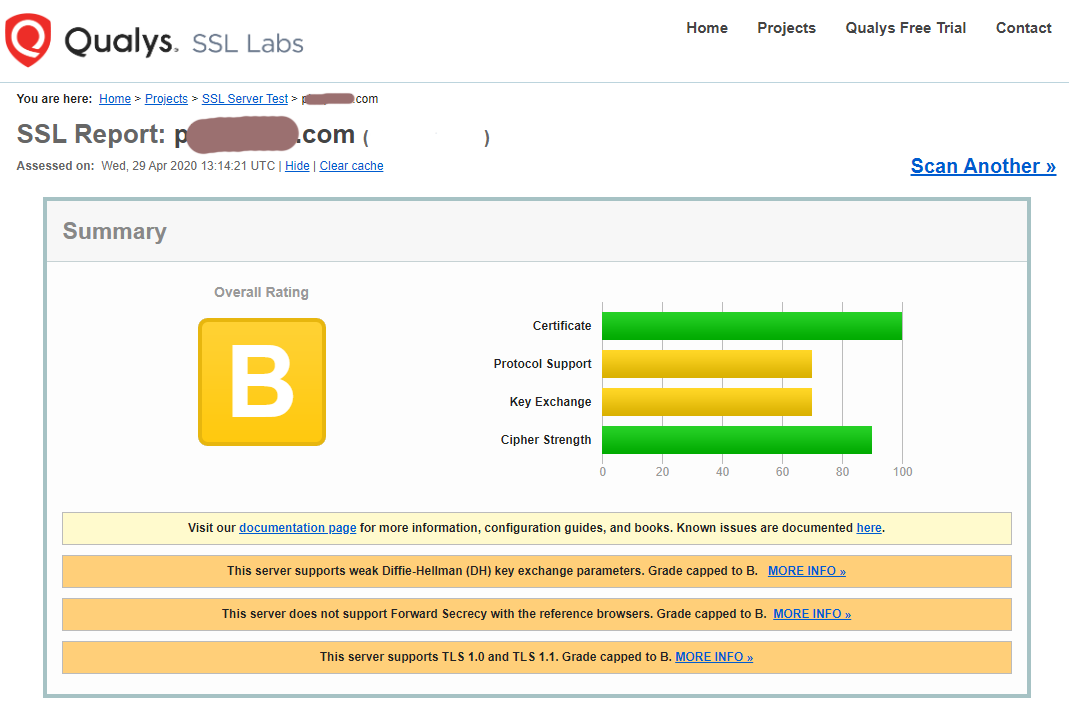 Qualys. SSL Labs
Home Projects Qualys Free Trial Contact
You are here: Home > Projects > SSL Server Test > p .com
SSL Report: p .com ( )
Assessed on: Wed, 29 Apr 2020 13:14:21 UTC | Hide | Clear cache
Scan Another »
Summary
Overall Rating
B
Certificate
Protocol Support
Key Exchange
Cipher Strength
0 20 40 60 80 100
Visit our documentation page for more information, configuration guides, and books. Known issues are documented here.
This server supports weak Diffie-Hellman (DH) key exchange parameters. Grade capped to B. MORE INFO »
This server does not support Forward Secrecy with the reference browsers. Grade capped to B. MORE INFO »
This server supports TLS 1.0 and TLS 1.1. Grade capped to B. MORE INFO »